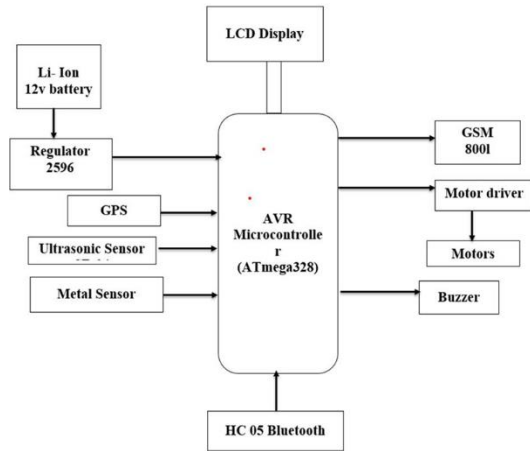 LCD Display
Li- Ion
12v battery
Regulator
2596
GPS
Ultrasonic Sensor
Metal Sensor
AVR
Microcontrolle
r
(ATmega328)
GSM
800l
Motor driver
Motors
Buzzer
HC 05 Bluetooth